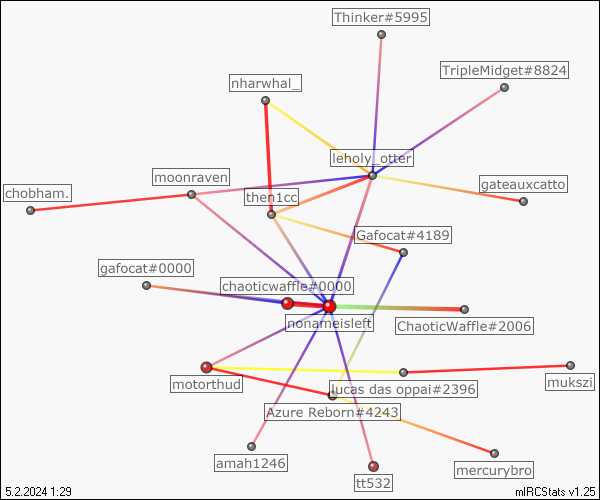 Thinker#5995
TripleMidget#8824
nharwhal_
leholy_otter
moonraven
gateauxcatto
chobham.
then1cc
Gafocat#4189
gafocat#0000
chaoticwaffle#0000
nonameisleft
ChaoticWaffle#2006
motorthud
lucas das oppai#2396
mukszi
Azure Reborn#4243
amah1246
mercurybro
tt532
5.2.2024 1:29
mIRCStats v1.25